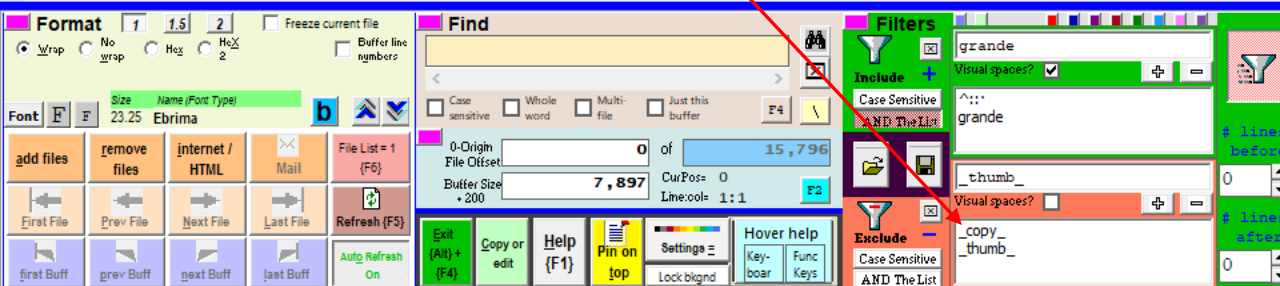 Format 1 1.5 2
Freeze current file
Wrap
No wrap
Hex
HeX 2
Buffer line numbers
Size Name (Font Type)
Font F F 23.25 Ebrima b
add files
remove files
internet / HTML
Mail
File List = 1 {F6}
First File
Prev File
Next File
Last File
Refresh {F5}
first Buff
prev Buff
next Buff
last Buff
Auto Refresh On
Find
Case sensitive
Whole word
Multi-file
Just this buffer
F4
\
0-Origin File Offset
0 of 15,796
Buffer Size + 200
7,897
CurPos= 0
Line:col= 1:1
F2
Exit {Alt} + {F4}
Copy or edit
Help {F1}
Pin on top
Settings =
Lock bkgnd
Hover help
Key-boar
Func Keys
Filters
Include +
Case Sensitive
AND The List
grande
Visual spaces?
^:::
grande
Exclude –
Case Sensitive
AND The List
_thumb_
Visual spaces?
_copy_
_thumb_
# line
before
0
# line
after
0